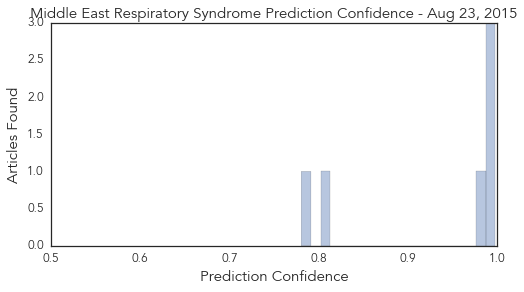 Middle East Respiratory Syndrome Prediction Confidence - Aug 23, 2015
3.0
2.5
2.0
1.5
1.0
0.5
0.0
Articles Found
0.5 0.6 0.7 0.8 0.9 1.0
Prediction Confidence